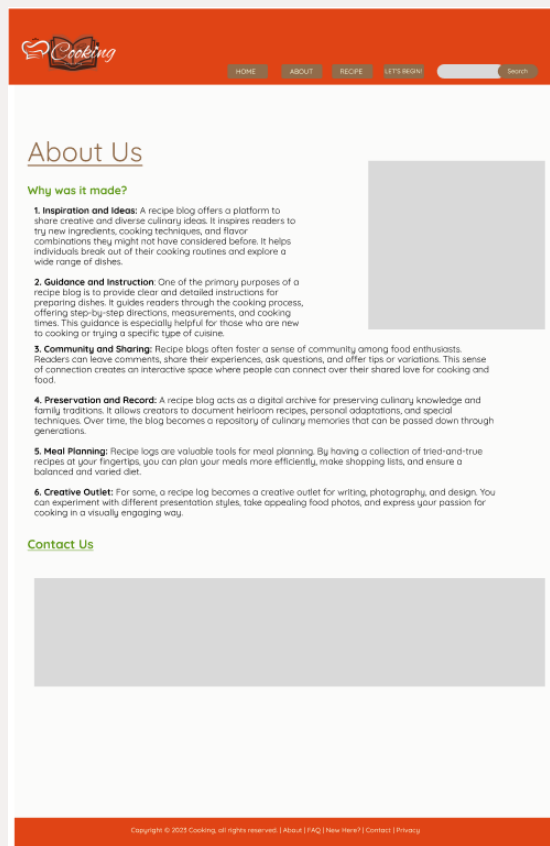 Cooking
HOME ABOUT RECIPE LET'S BEGIN! Search
About Us
Why was it made?
1. Inspiration and Ideas: A recipe blog offers a platform to
share creative and diverse culinary ideas. It inspires readers to
try new ingredients, cooking techniques, and flavor
combinations they might not have considered before. It helps
individuals break out of their cooking routines and explore a
wide range of dishes.
2. Guidance and Instruction: One of the primary purposes of a
recipe blog is to provide clear and detailed instructions for
preparing dishes. It guides readers through the cooking process,
offering step-by-step directions, measurements, and cooking
times. This guidance is especially helpful for those who are new
to cooking or trying a specific type of cuisine.
3. Community and Sharing: Recipe blogs often foster a sense of community among food enthusiasts.
Readers can leave comments, share their experiences, ask questions, and offer tips or variations. This sense
of connection creates an interactive space where people can connect over their shared love for cooking and
food.
4. Preservation and Record: A recipe blog acts as a digital archive for preserving culinary knowledge and
family traditions. It allows creators to document heirloom recipes, personal adaptations, and special
techniques. Over time, the blog becomes a repository of culinary memories that can be passed down through
generations.
5. Meal Planning: Recipe logs are valuable tools for meal planning. By having a collection of tried-and-true
recipes at your fingertips, you can plan your meals more efficiently, make shopping lists, and ensure a
balanced and varied diet.
6. Creative Outlet: For some, a recipe log becomes a creative outlet for writing, photography, and design. You
can experiment with different presentation styles, take appealing food photos, and express your passion for
cooking in a visually engaging way.
Contact Us
Copyright © 2023 Cooking, all rights reserved. | About | FAQ | New Here? | Contact | Privacy